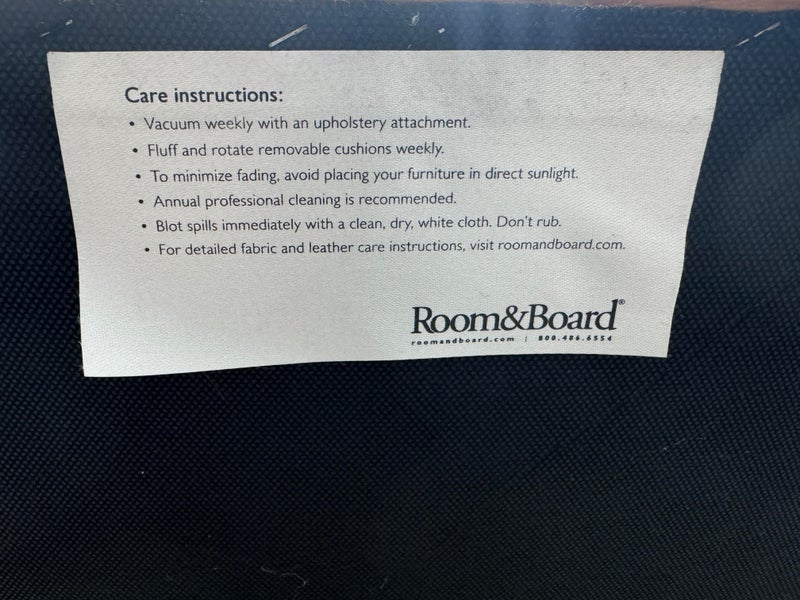 Care instructions:
• Vacuum weekly with an upholstery attachment.
• Fluff and rotate removable cushions weekly.
• To minimize fading, avoid placing your furniture in direct sunlight.
• Annual professional cleaning is recommended.
• Blot spills immediately with a clean, dry, white cloth. Don't rub.
• For detailed fabric and leather care instructions, visit roomandboard.com.
Room&Board®
roomandboard.com | 800.486.6554